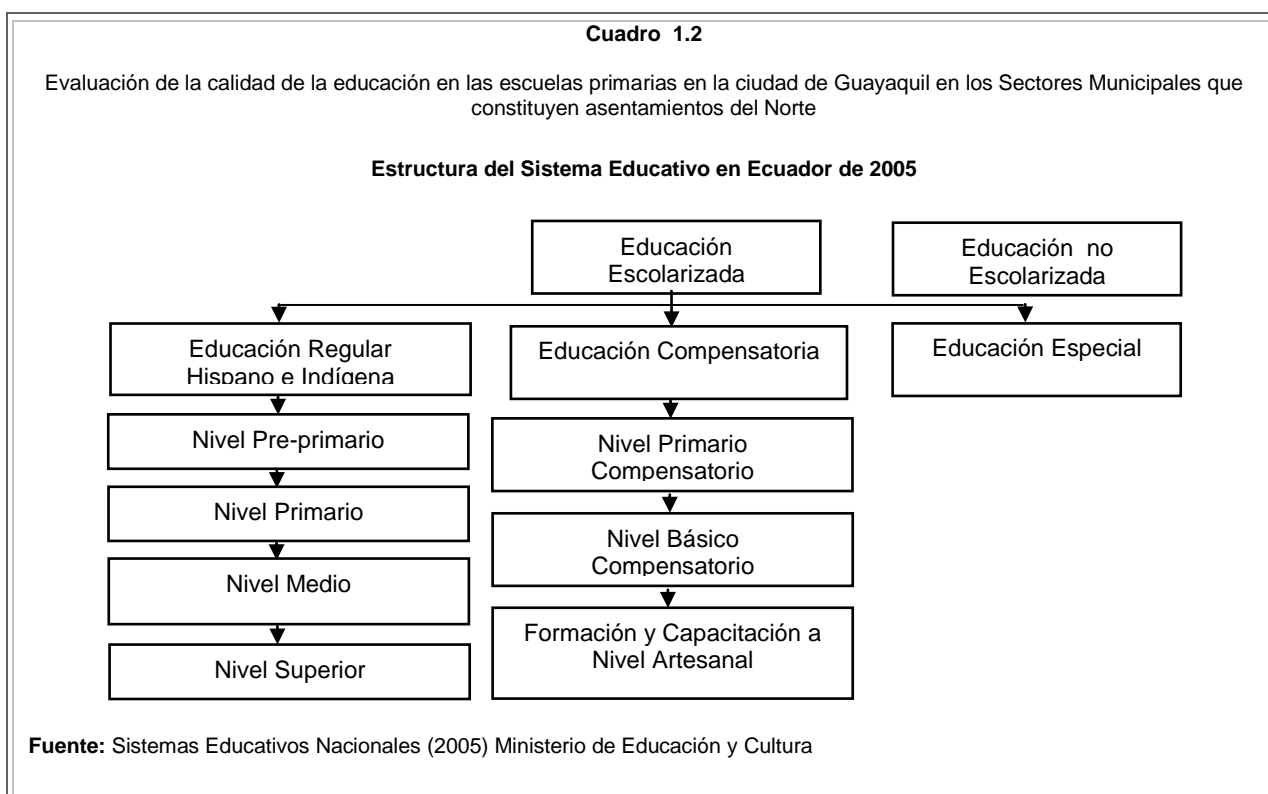 Cuadro 1.2
Evaluación de la calidad de la educación en las escuelas primarias en la ciudad de Guayaquil en los Sectores Municipales que
constituyen asentamientos del Norte
Estructura del Sistema Educativo en Ecuador de 2005
Educación
Escolarizada
Educación no
Escolarizada
Educación Regular
Hispano e Indígena
Educación Compensatoria
Educación Especial
Nivel Pre-primario
Nivel Primario
Compensatorio
Nivel Primario
Nivel Básico
Compensatorio
Nivel Medio
Formación y Capacitación a
Nivel Artesanal
Nivel Superior
Fuente: Sistemas Educativos Nacionales (2005) Ministerio de Educación y Cultura